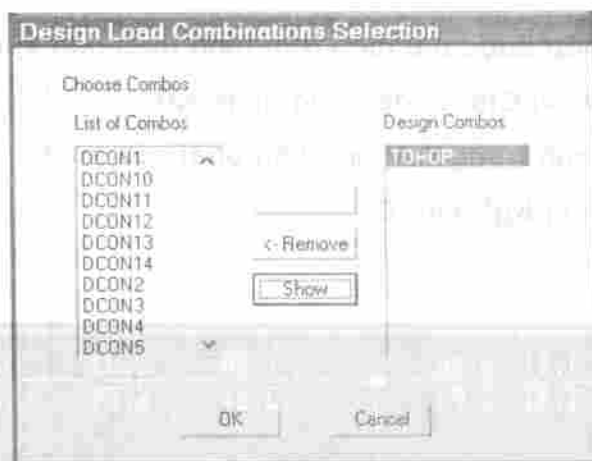 Design Load Combinations Selection
Choose Combos
List of Combos
Design Combos
DCON1
DCON10
DCON11
DCON12
DCON13
DCON14
DCON2
DCON3
DCON4
DCON5
TOHOP
<- Remove
Show
OK
Cancel